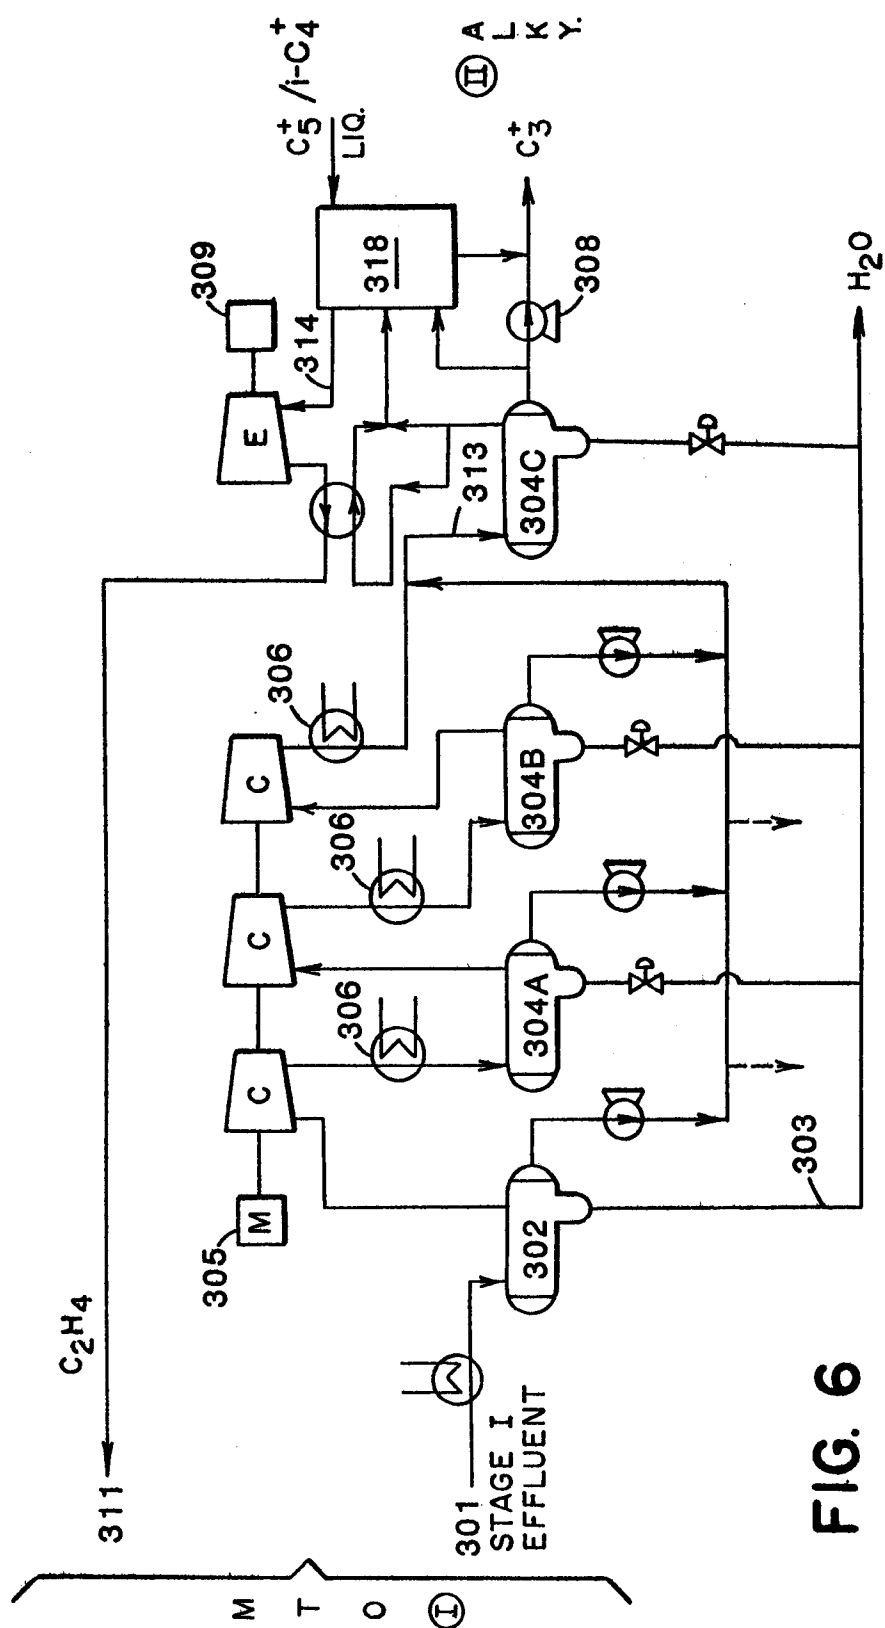 311
C2H4
309
E
314
C5+/i-C4+
LIQ.
318
305
M
C
C
C
306
306
306
313
301
STAGE I
EFFLUENT
302
304A
304B
304C
308
C3+
II
A
L
K
Y.
D
D
D
303
H2O
M
T
O
I
FIG. 6